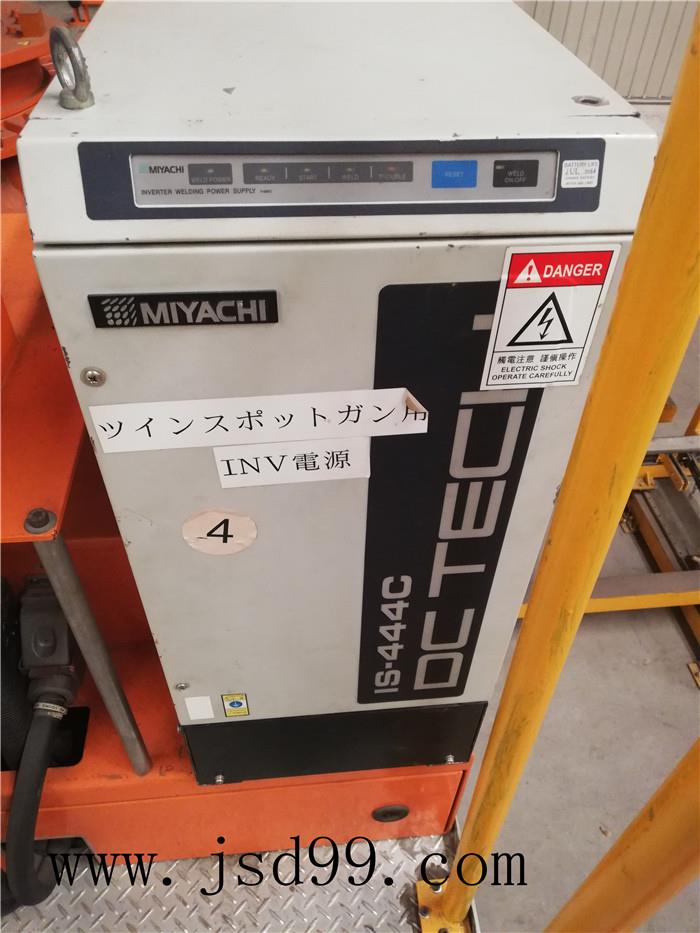 MIYACHI
WELD POWER
READY
START
WELD
TROUBLE
RESET
WELD
ON/OFF
INVERTER WELDING POWER SUPPLY
BATTERY LIFE
JUL.
DANGER
MIYACHI
觸電注意 謹慎操作
ELECTRIC SHOCK
OPERATE CAREFULLY
ツインスポットガン用
INV電源
4
IS-444C
DC TECH
www.jsd99.com